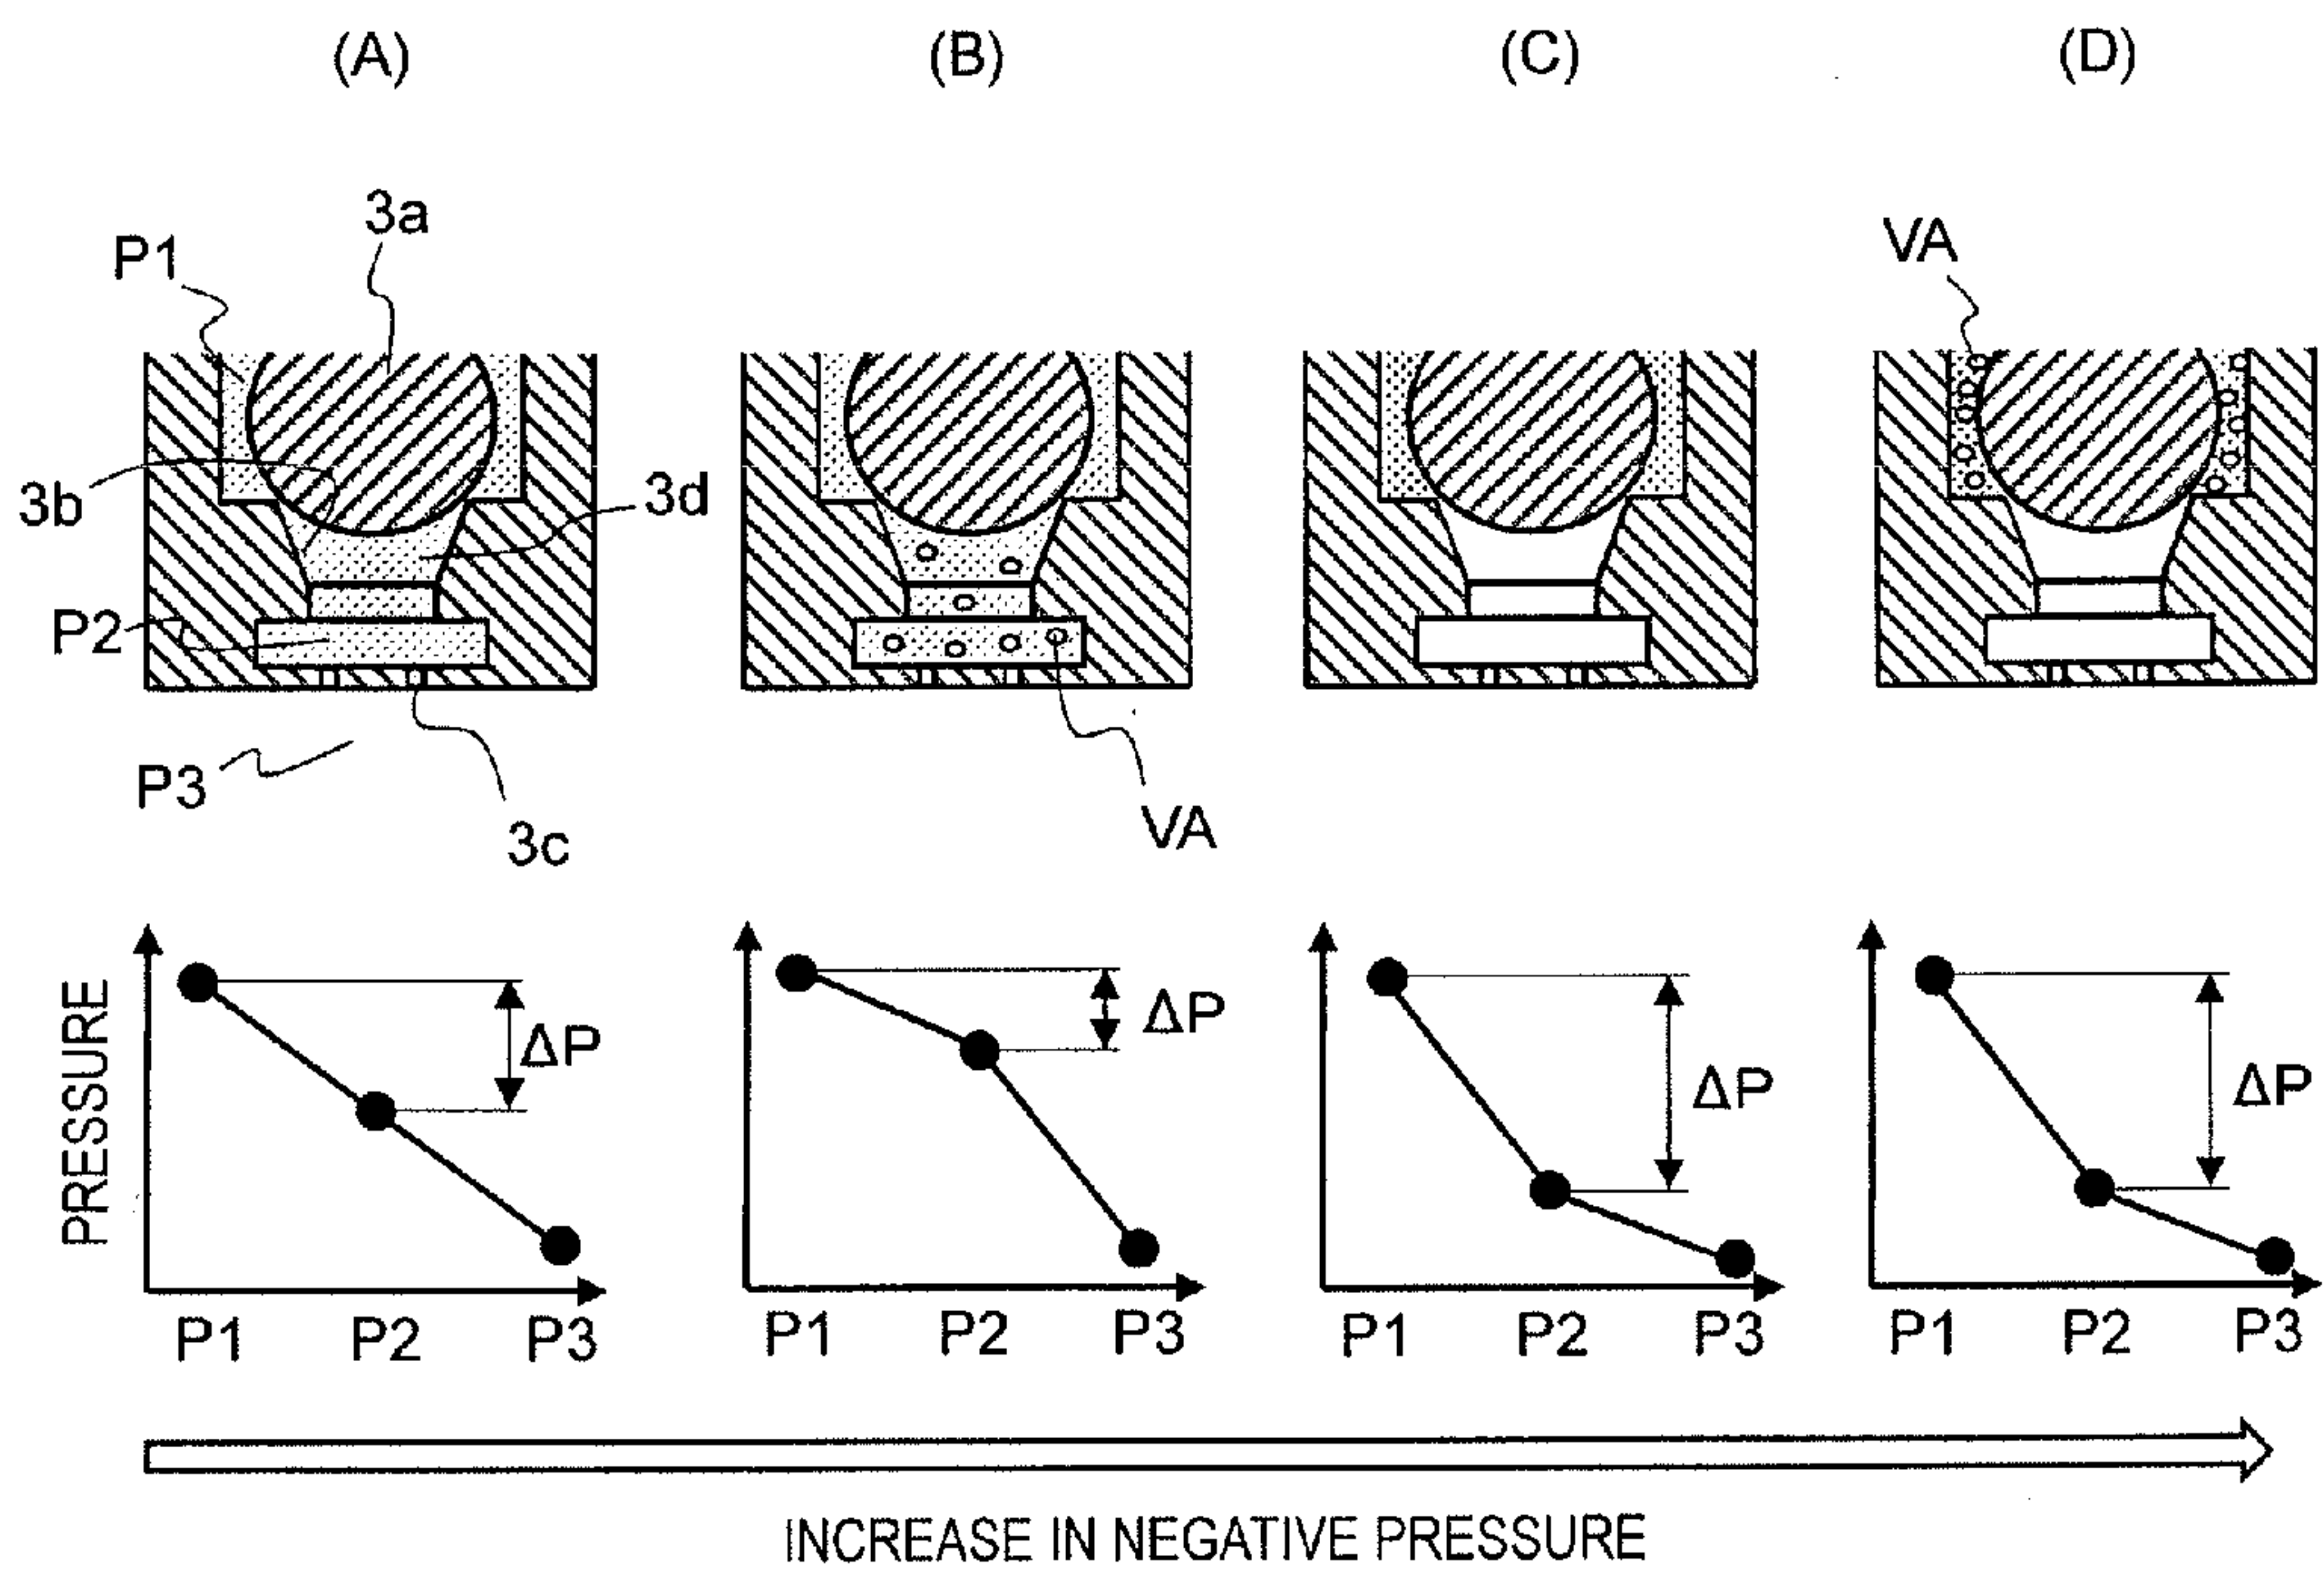 (A) (B) (C) (D)
3a
P1
VA
3b
3d
P2
P3
VA
3c
PRESSURE
ΔP
ΔP
ΔP
ΔP
P1 P2 P3
P1 P2 P3
P1 P2 P3
P1 P2 P3
INCREASE IN NEGATIVE PRESSURE